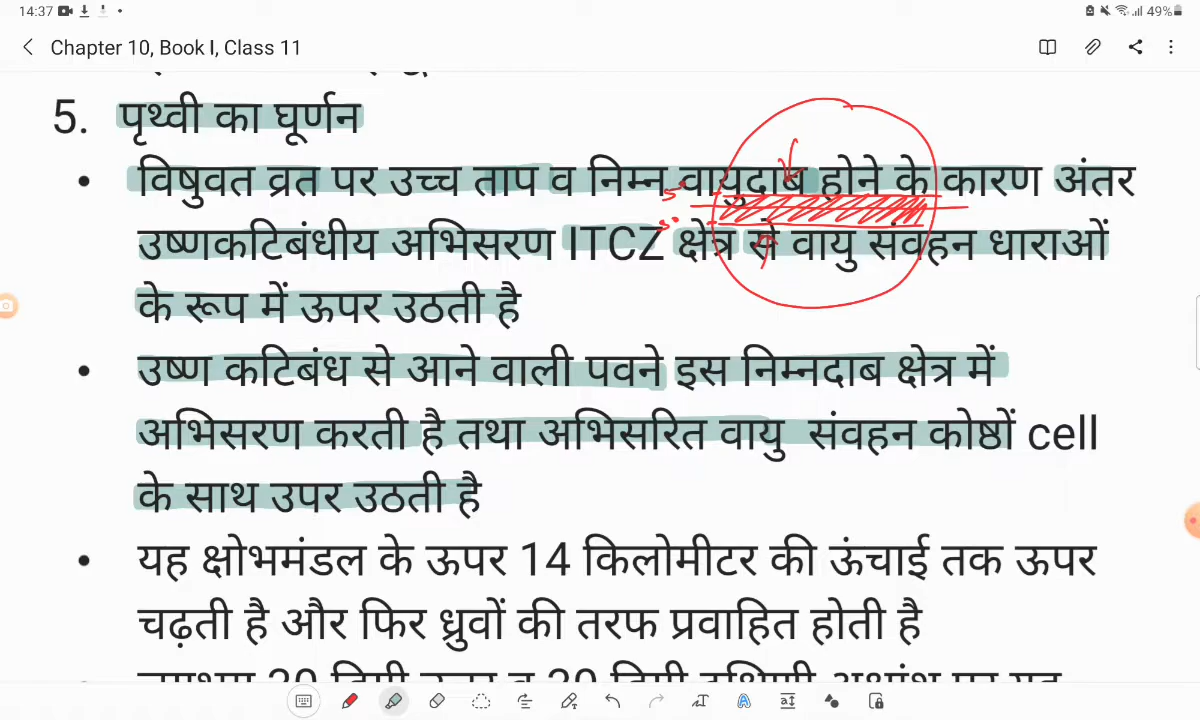 14:37
49%
Chapter 10, Book I, Class 11
5. पृथ्वी का घूर्णन
• विषुवत व्रत पर उच्च ताप व निम्न वायुदाब होने के कारण अंतर
उष्णकटिबंधीय अभिसरण ITCZ क्षेत्र से वायु संवहन धाराओं
के रूप में ऊपर उठती है
• उष्ण कटिबंध से आने वाली पवने इस निम्नदाब क्षेत्र में
अभिसरण करती है तथा अभिसरित वायु संवहन कोष्ठों cell
के साथ उपर उठती है
• यह क्षोभमंडल के ऊपर 14 किलोमीटर की ऊंचाई तक ऊपर
चढ़ती है और फिर ध्रुवों की तरफ प्रवाहित होती है